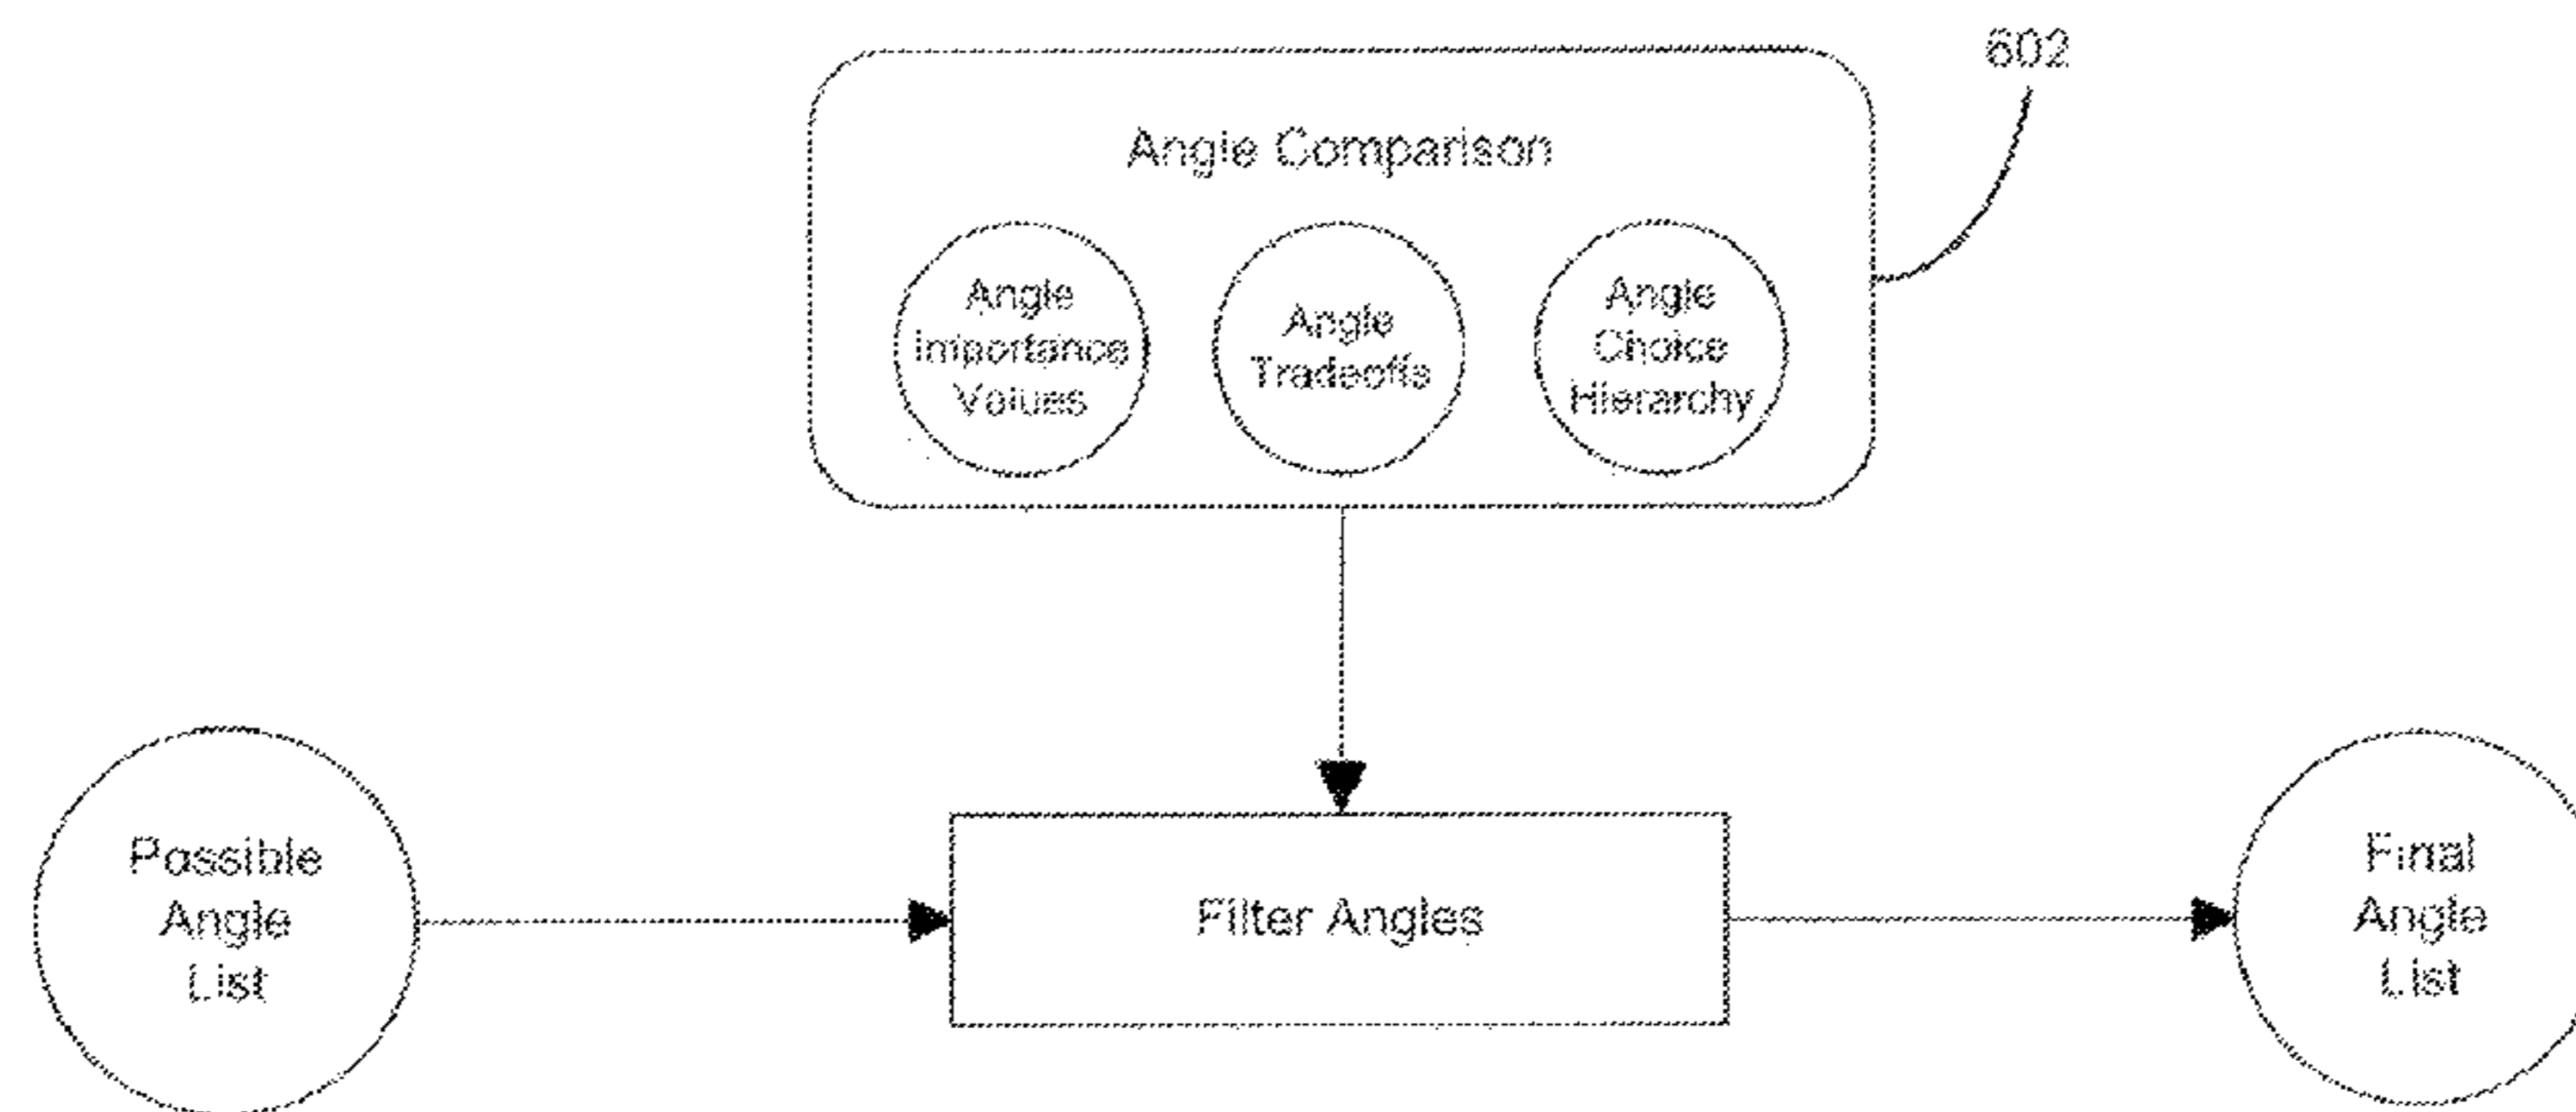 602
Angle Comparison
Angle
Importance
Values
Angle
Tradeoffs
Angle
Choice
Hierarchy
Possible
Angle
List
Filter Angles
Final
Angle
List